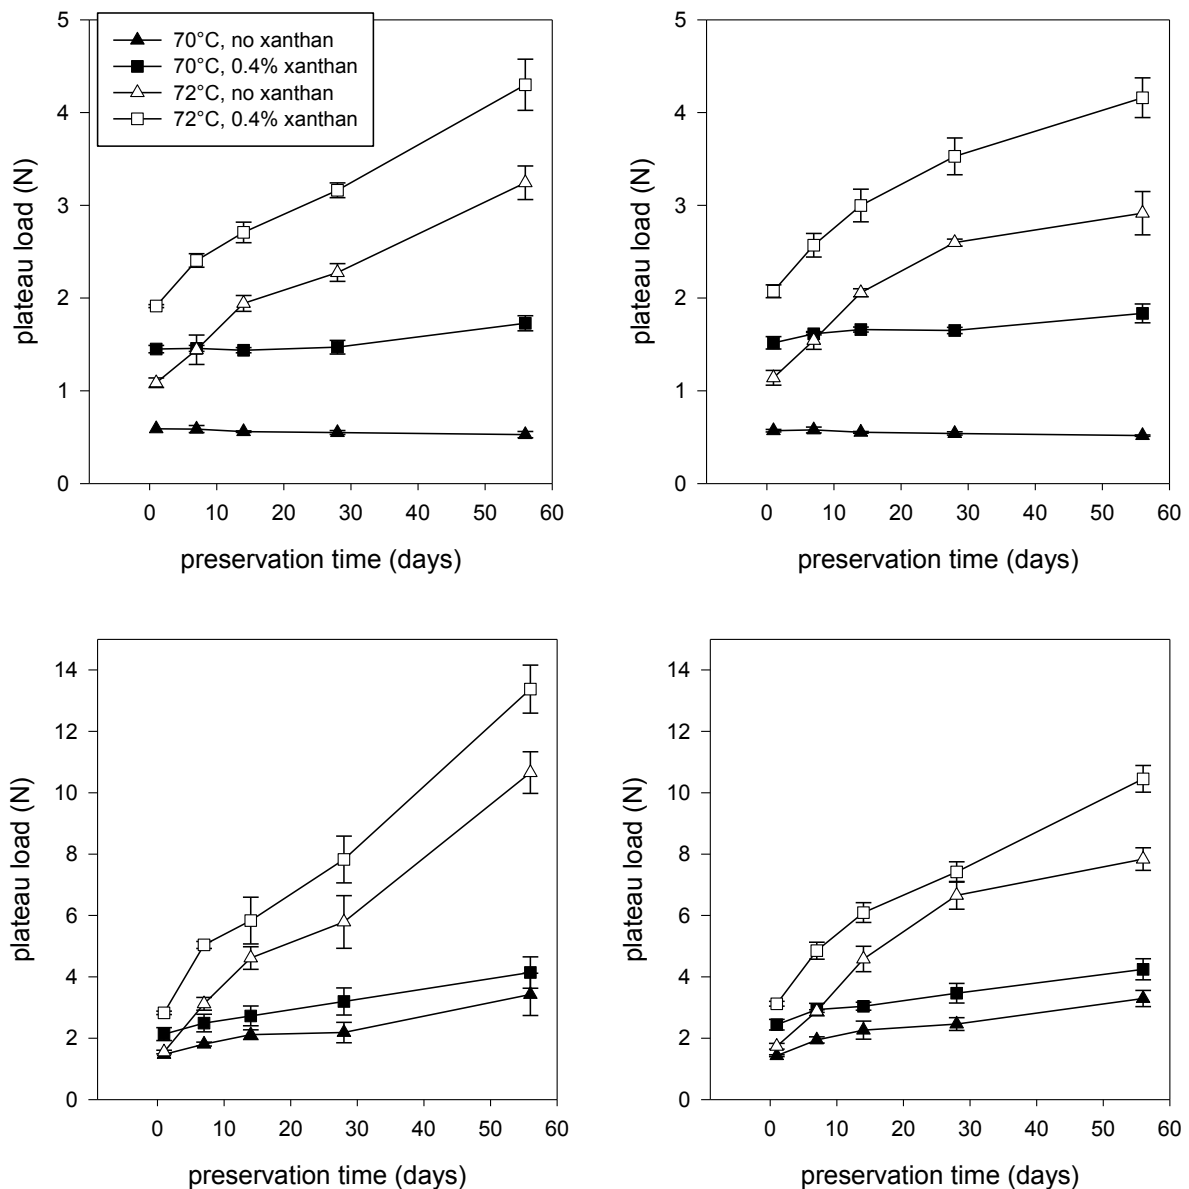 70°C, no xanthan
70°C, 0.4% xanthan
72°C, no xanthan
72°C, 0.4% xanthan
plateau load (N)
5
4
3
2
1
0
0 10 20 30 40 50 60
preservation time (days)
plateau load (N)
5
4
3
2
1
0
0 10 20 30 40 50 60
preservation time (days)
plateau load (N)
14
12
10
8
6
4
2
0
0 10 20 30 40 50 60
preservation time (days)
plateau load (N)
14
12
10
8
6
4
2
0
0 10 20 30 40 50 60
preservation time (days)